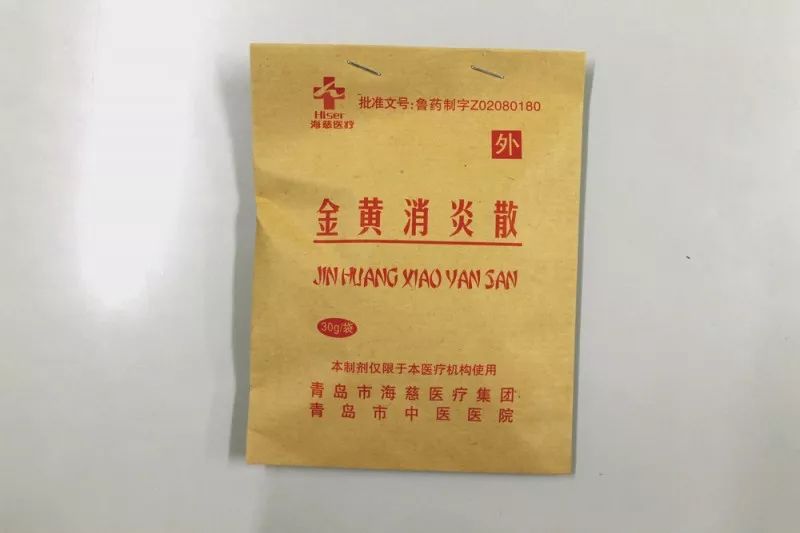 批准文号:鲁药制字Z02080180
Hiser
海慈医疗
外
金黄消炎散
JIN HUANG XIAO YAN SAN
30g/袋
本制剂仅限于本医疗机构使用
青岛市海慈医疗集团
青岛市中医医院